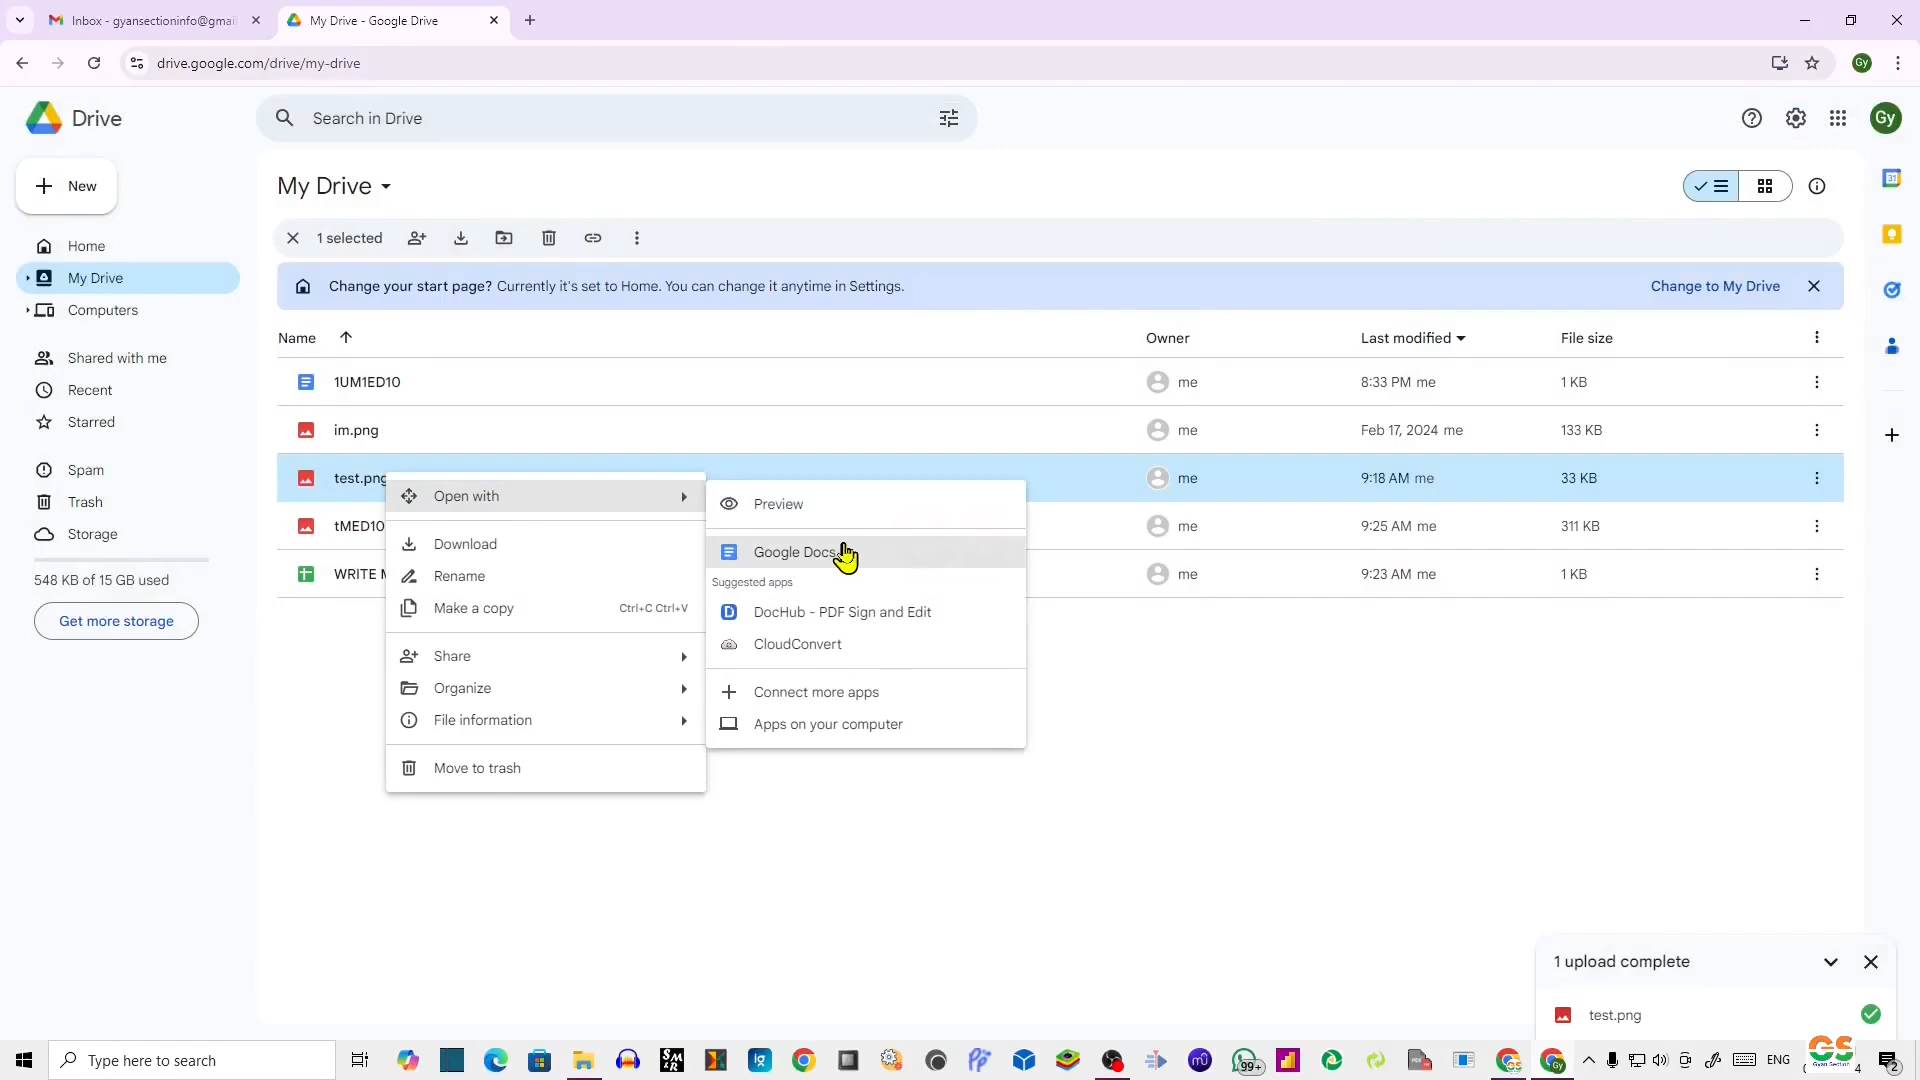 Inbox - gyansectioninfo@gmai
My Drive - Google Drive
drive.google.com/drive/my-drive
Gy
Drive
Search in Drive
Gy
New
My Drive
1 selected
Change your start page? Currently it's set to Home. You can change it anytime in Settings.
Change to My Drive
Home
My Drive
Computers
Shared with me
Recent
Starred
Spam
Trash
Storage
548 KB of 15 GB used
Get more storage
Name Owner Last modified File size
1UM1ED10 me 8:33 PM me 1 KB
im.png me Feb 17, 2024 me 133 KB
test.png me 9:18 AM me 33 KB
tMED10 me 9:25 AM me 311 KB
WRITE M me 9:23 AM me 1 KB
Open with
Download
Rename
Make a copy Ctrl+C Ctrl+V
Share
Organize
File information
Move to trash
Preview
Google Docs
Suggested apps
DocHub - PDF Sign and Edit
CloudConvert
Connect more apps
Apps on your computer
1 upload complete
test.png
Type here to search
99+
ENG
GS
Gyan Section
2